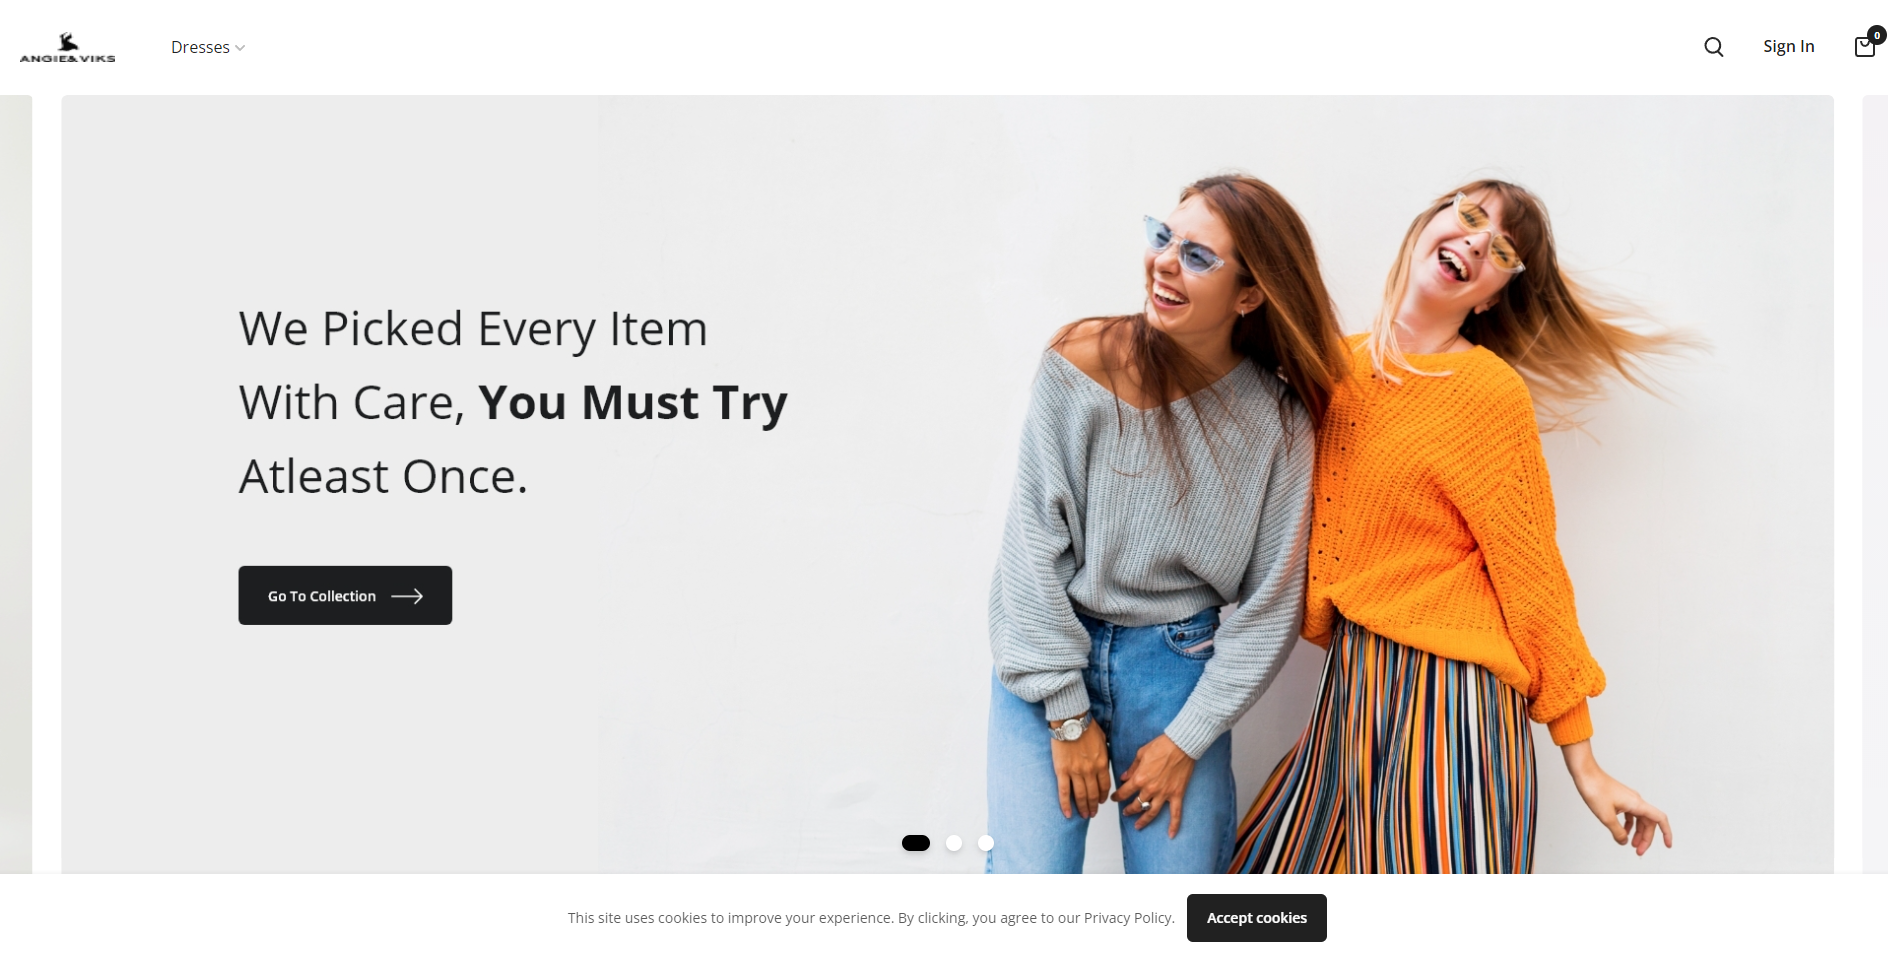 ANGIE&VIKS
Dresses
Sign In
0
We Picked Every Item
With Care, You Must Try
Atleast Once.
Go To Collection
This site uses cookies to improve your experience. By clicking, you agree to our Privacy Policy.
Accept cookies